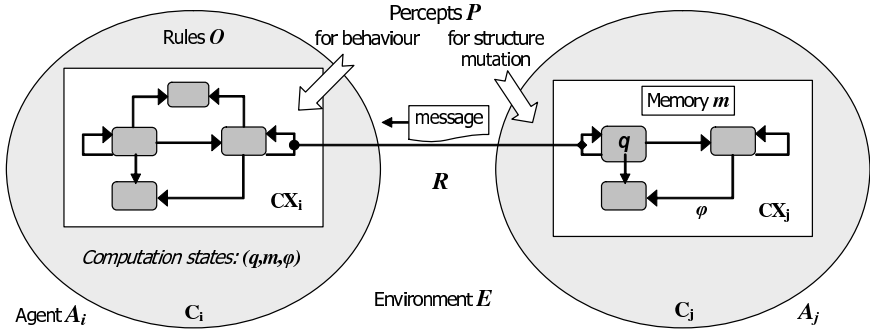 Percepts P
Rules O
for behaviour
for structure
mutation
Memory m
message
q
R
CXi
φ
CXj
Computation states: (q,m,φ)
Environment E
Agent Ai
Ci
Cj
Aj